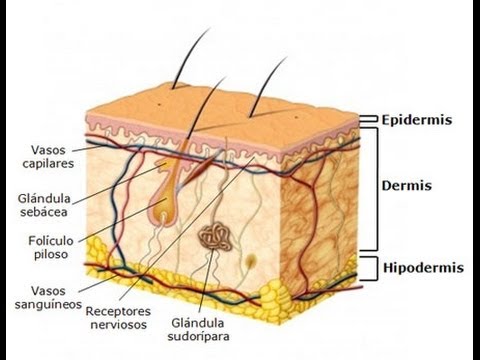 Epidermis
Vasos
capilares
Dermis
Glándula
sebácea
Folículo
piloso
Hipodermis
Vasos
sanguíneos
Receptores
nerviosos
Glándula
sudorípara